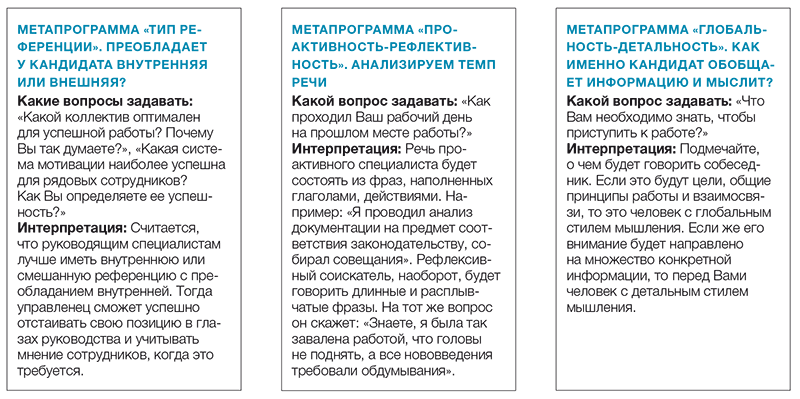 МЕТАПРОГРАММА «ТИП РЕ-
ФЕРЕНЦИИ». ПРЕОБЛАДАЕТ
У КАНДИДАТА ВНУТРЕННЯЯ
ИЛИ ВНЕШНЯЯ?
Какие вопросы задавать:
«Какой коллектив оптимален
для успешной работы? Почему
Вы так думаете?», «Какая систе-
ма мотивации наиболее успешна
для рядовых сотрудников?
Как Вы определяете ее успеш-
ность?»
Интерпретация: Считается,
что руководящим специалистам
лучше иметь внутреннюю или
смешанную референцию с пре-
обладанием внутренней. Тогда
управленец сможет успешно
отстаивать свою позицию в гла-
зах руководства и учитывать
мнение сотрудников, когда это
требуется.
МЕТАПРОГРАММА «ПРО-
АКТИВНОСТЬ-РЕФЛЕКТИВ-
НОСТЬ». АНАЛИЗИРУЕМ ТЕМП
РЕЧИ
Какой вопрос задавать: «Как
проходил Ваш рабочий день
на прошлом месте работы?»
Интерпретация: Речь про-
активного специалиста будет
состоять из фраз, наполненных
глаголами, действиями. На-
пример: «Я проводил анализ
документации на предмет соот-
ветствия законодательству, со-
бирал совещания». Рефлексив-
ный соискатель, наоборот, будет
говорить длинные и расплыв-
чатые фразы. На тот же вопрос
он скажет: «Знаете, я была так
завалена работой, что головы
не поднять, а все нововведения
требовали обдумывания».
МЕТАПРОГРАММА «ГЛОБАЛЬ-
НОСТЬ-ДЕТАЛЬНОСТЬ». КАК
ИМЕННО КАНДИДАТ ОБОБЩА-
ЕТ ИНФОРМАЦИЮ И МЫСЛИТ?
Какой вопрос задавать: «Что
Вам необходимо знать, чтобы
приступить к работе?»
Интерпретация: Подмечайте,
о чем будет говорить собесед-
ник. Если это будут цели, общие
принципы работы и взаимосвя-
зи, то это человек с глобальным
стилем мышления. Если же его
внимание будет направлено
на множество конкретной
информации, то перед Вами
человек с детальным стилем
мышления.